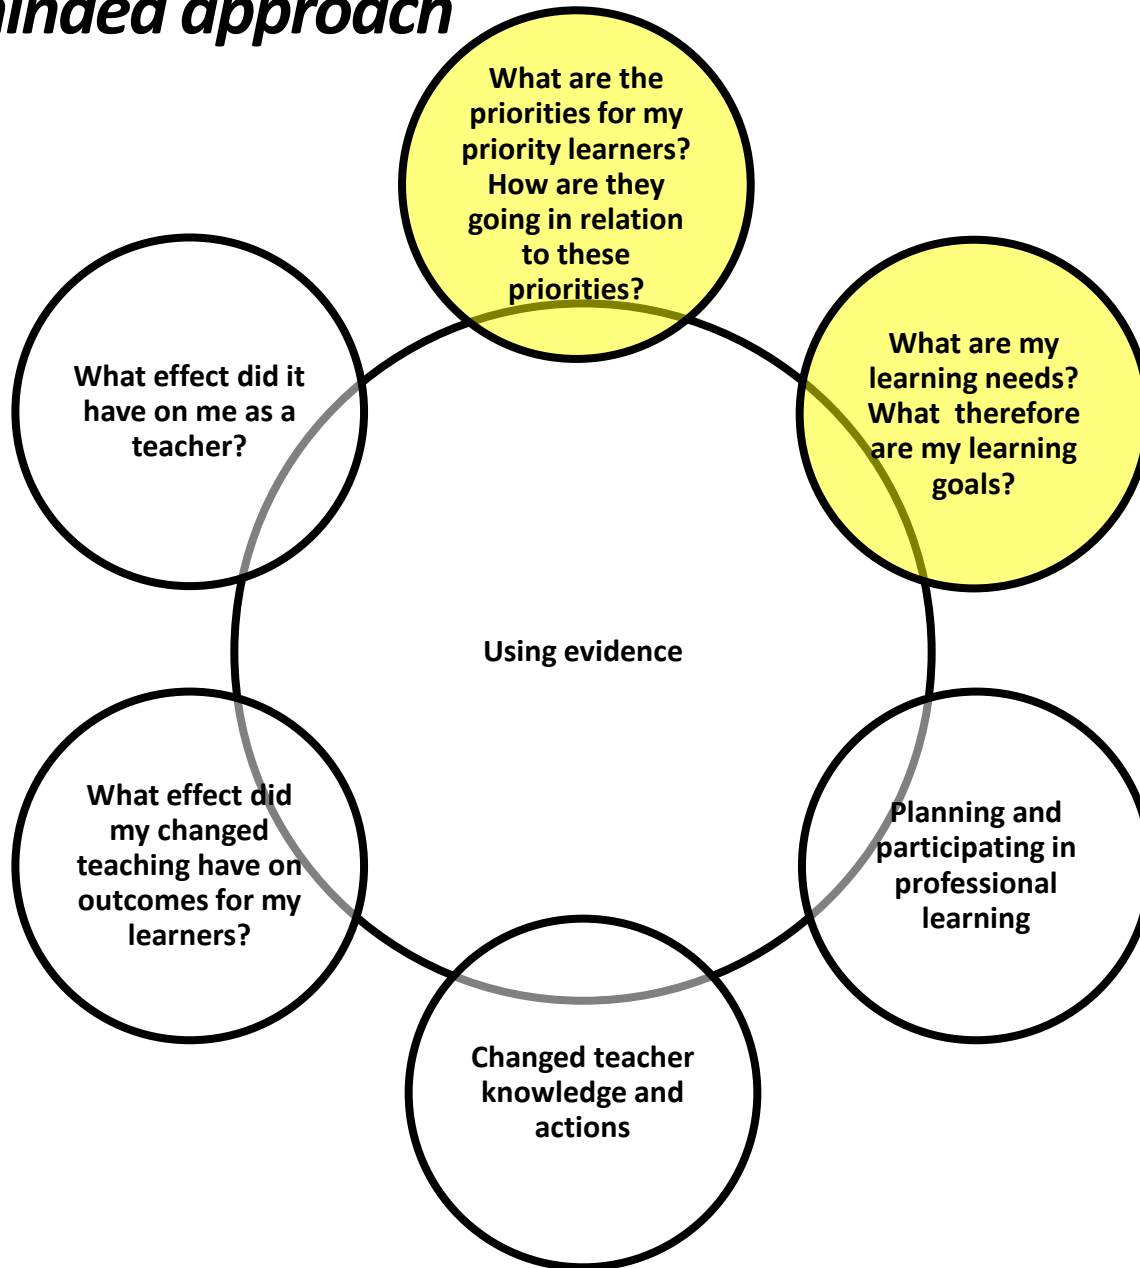 approach
What are the
priorities for my
priority learners?
How are they
going in relation
to these
priorities?
What are my
learning needs?
What  therefore
are my learning
goals?
Planning and
participating in
professional
learning
Changed teacher
knowledge and
actions
What effect did
my changed
teaching have on
outcomes for my
learners?
What effect did it
have on me as a
teacher?
Using evidence